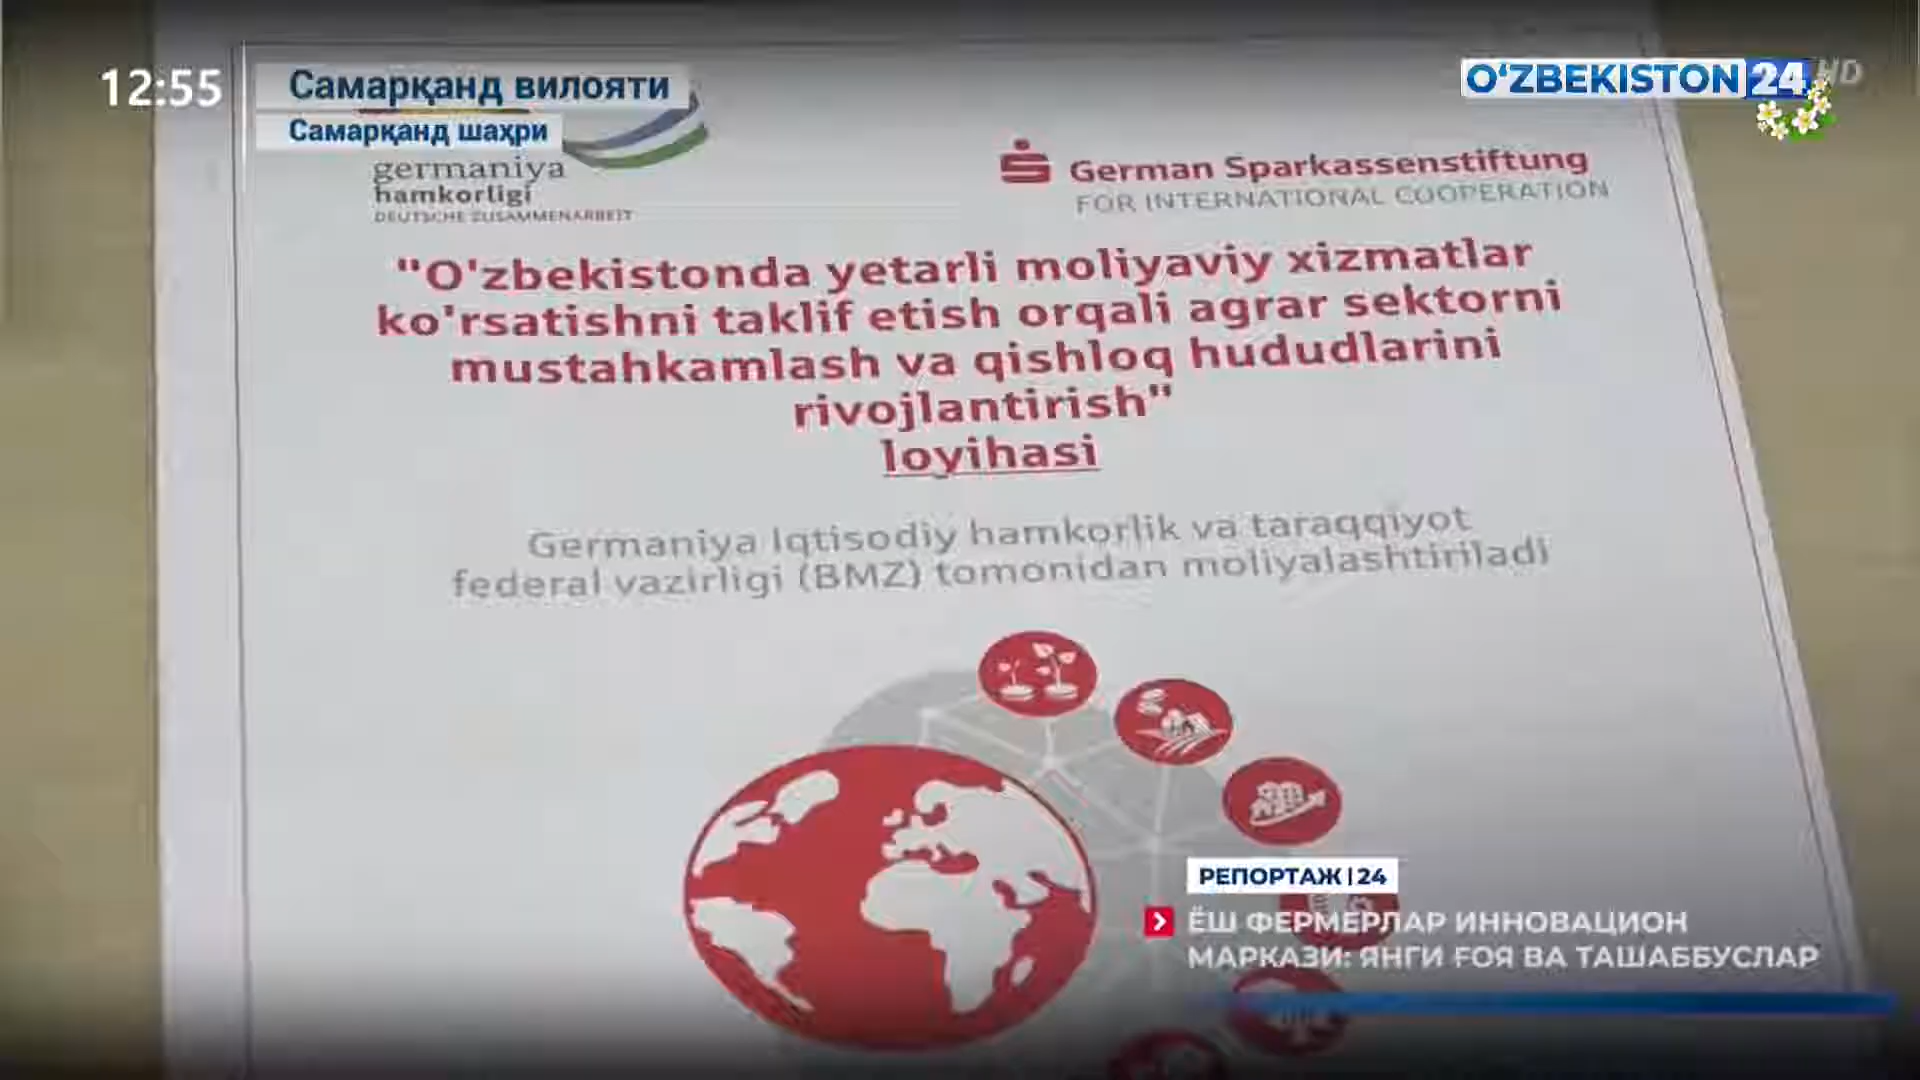 12:55
Самарқанд вилояти
Самарқанд шаҳри
O‘ZBEKISTON 24 HD
germaniya
hamkorligi
DEUTSCHE ZUSAMMENARBEIT
German Sparkassenstiftung
FOR INTERNATIONAL COOPERATION
"O'zbekistonda yetarli moliyaviy xizmatlar
ko'rsatishni taklif etish orqali agrar sektorni
mustahkamlash va qishloq hududlarini
rivojlantirish"
loyihasi
Germaniya Iqtisodiy hamkorlik va taraqqiyot
federal vazirligi (BMZ) tomonidan moliyalashtiriladi
РЕПОРТАЖ | 24
ЁШ ФЕРМЕРЛАР ИННОВАЦИОН
МАРКАЗИ: ЯНГИ ҒОЯ ВА ТАШАББУСЛАР